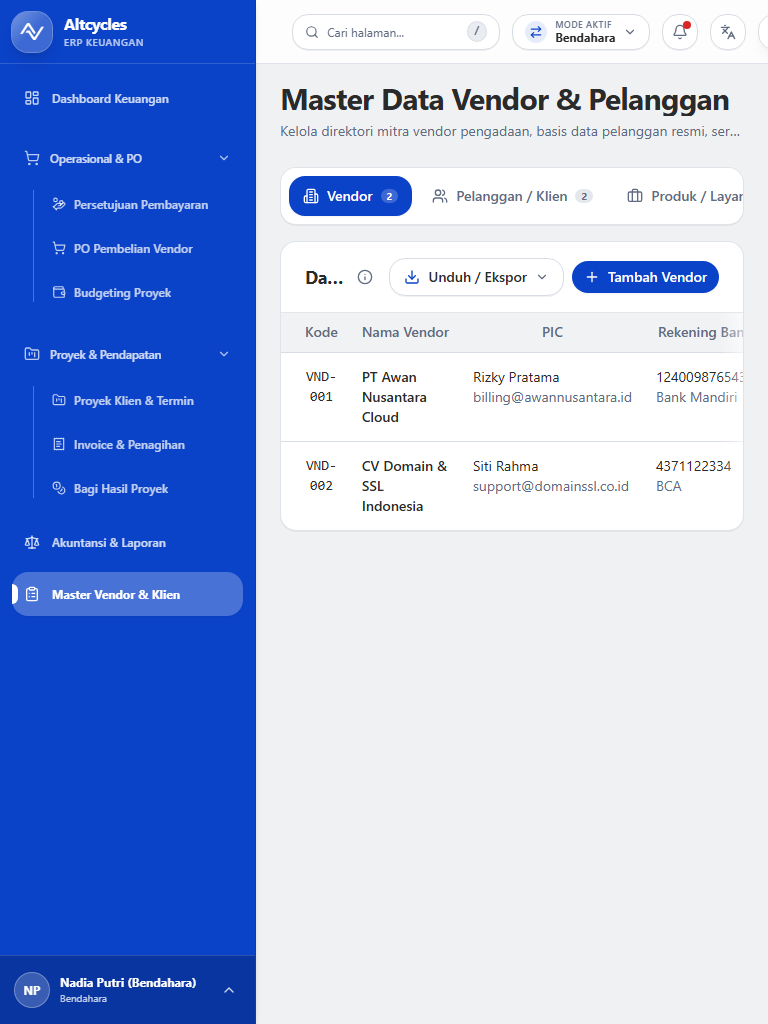 Altcycles
ERP KEUANGAN
Dashboard Keuangan
Operasional & PO
Persetujuan Pembayaran
PO Pembelian Vendor
Budgeting Proyek
Proyek & Pendapatan
Proyek Klien & Termin
Invoice & Penagihan
Bagi Hasil Proyek
Akuntansi & Laporan
Master Vendor & Klien
NP
Nadia Putri (Bendahara)
Bendahara
Cari halaman... /
MODE AKTIF
Bendahara
Master Data Vendor & Pelanggan
Kelola direktori mitra vendor pengadaan, basis data pelanggan resmi, ser...
Vendor 2 Pelanggan / Klien 2 Produk / Layan
Da... Unduh / Ekspor + Tambah Vendor
Kode Nama Vendor PIC Rekening Ban
VND-001
PT Awan Nusantara Cloud
Rizky Pratama
billing@awannusantara.id
124009876543
Bank Mandiri
VND-002
CV Domain & SSL Indonesia
Siti Rahma
support@domainssl.co.id
4371122334
BCA